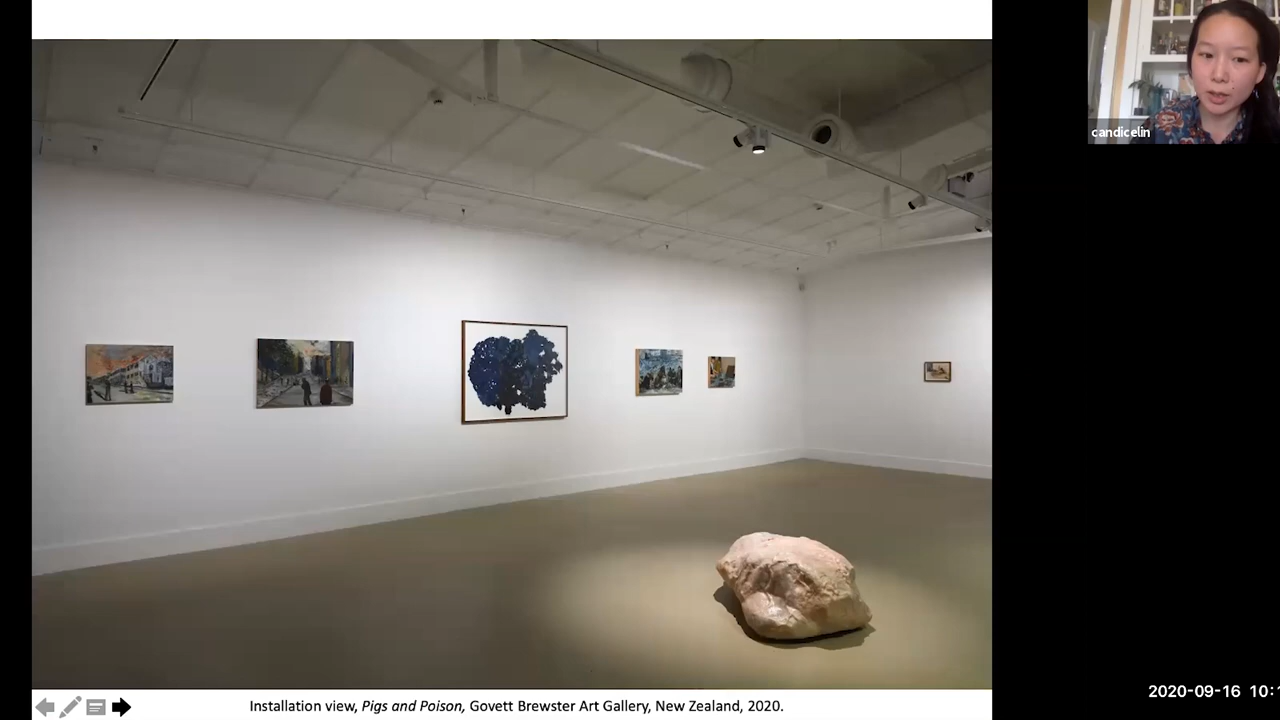 candicelin
Installation view, Pigs and Poison, Govett Brewster Art Gallery, New Zealand, 2020.
2020-09-16 10:1